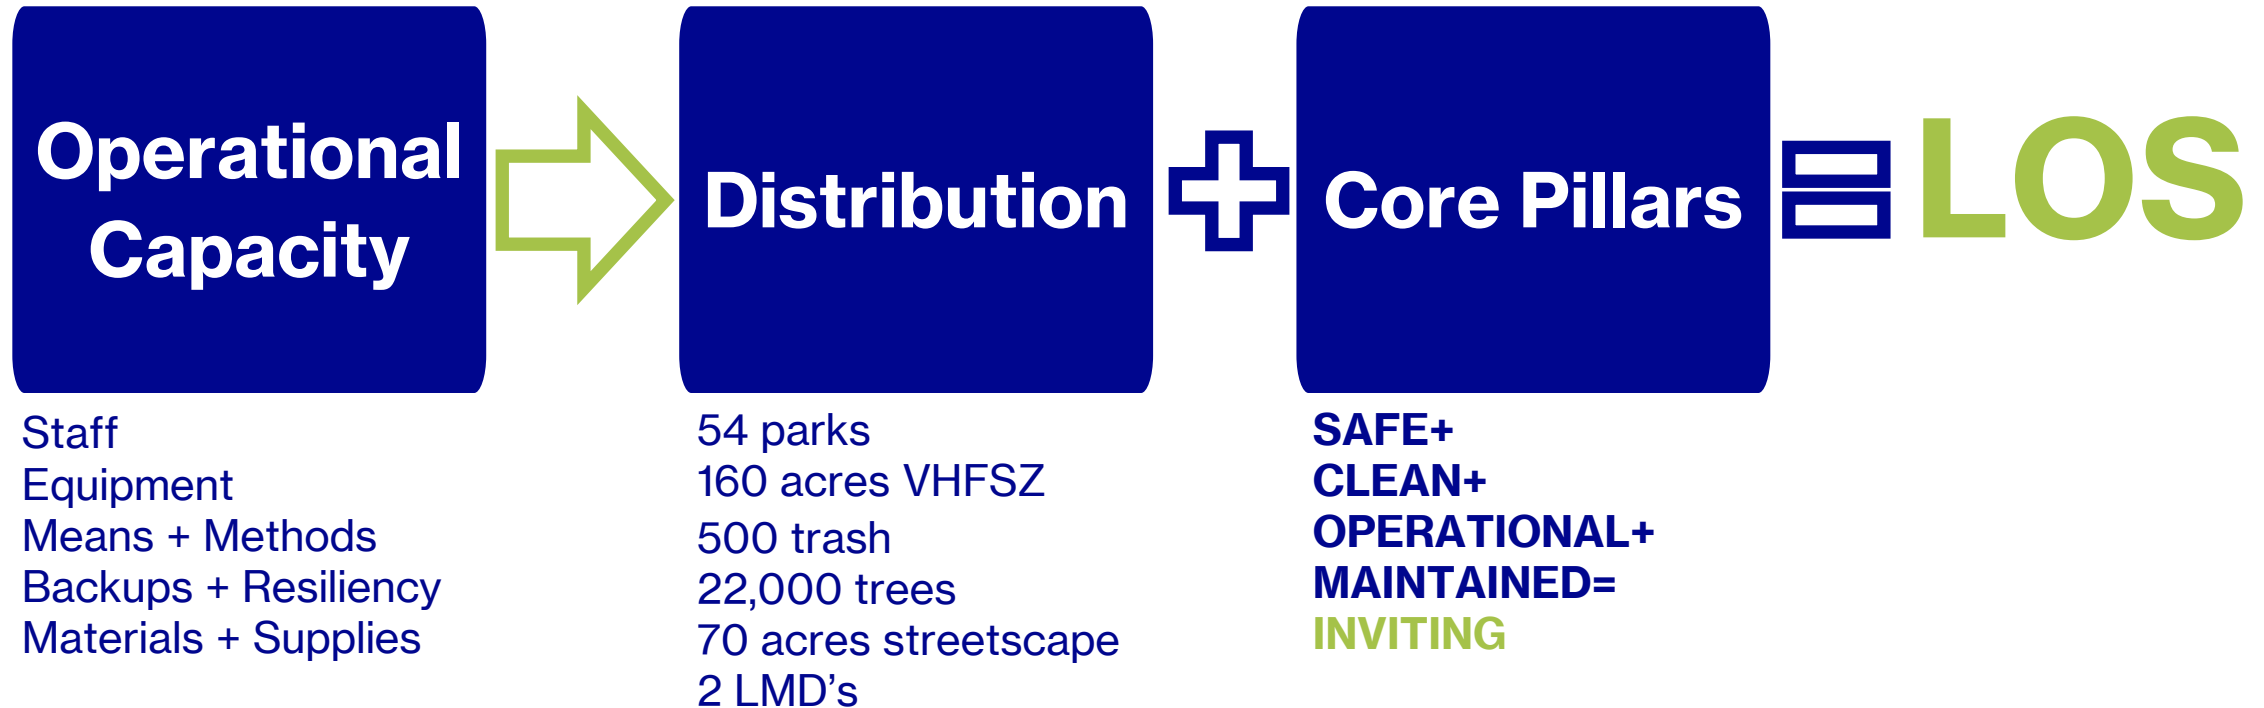 Operational
Capacity
Distribution
Core Pillars
LOS
Staff
Equipment
Means + Methods
Backups + Resiliency
Materials + Supplies
54 parks
160 acres VHFSZ
500 trash
22,000 trees
70 acres streetscape
2 LMD’s
SAFE+
CLEAN+
OPERATIONAL+
MAINTAINED=
INVITING